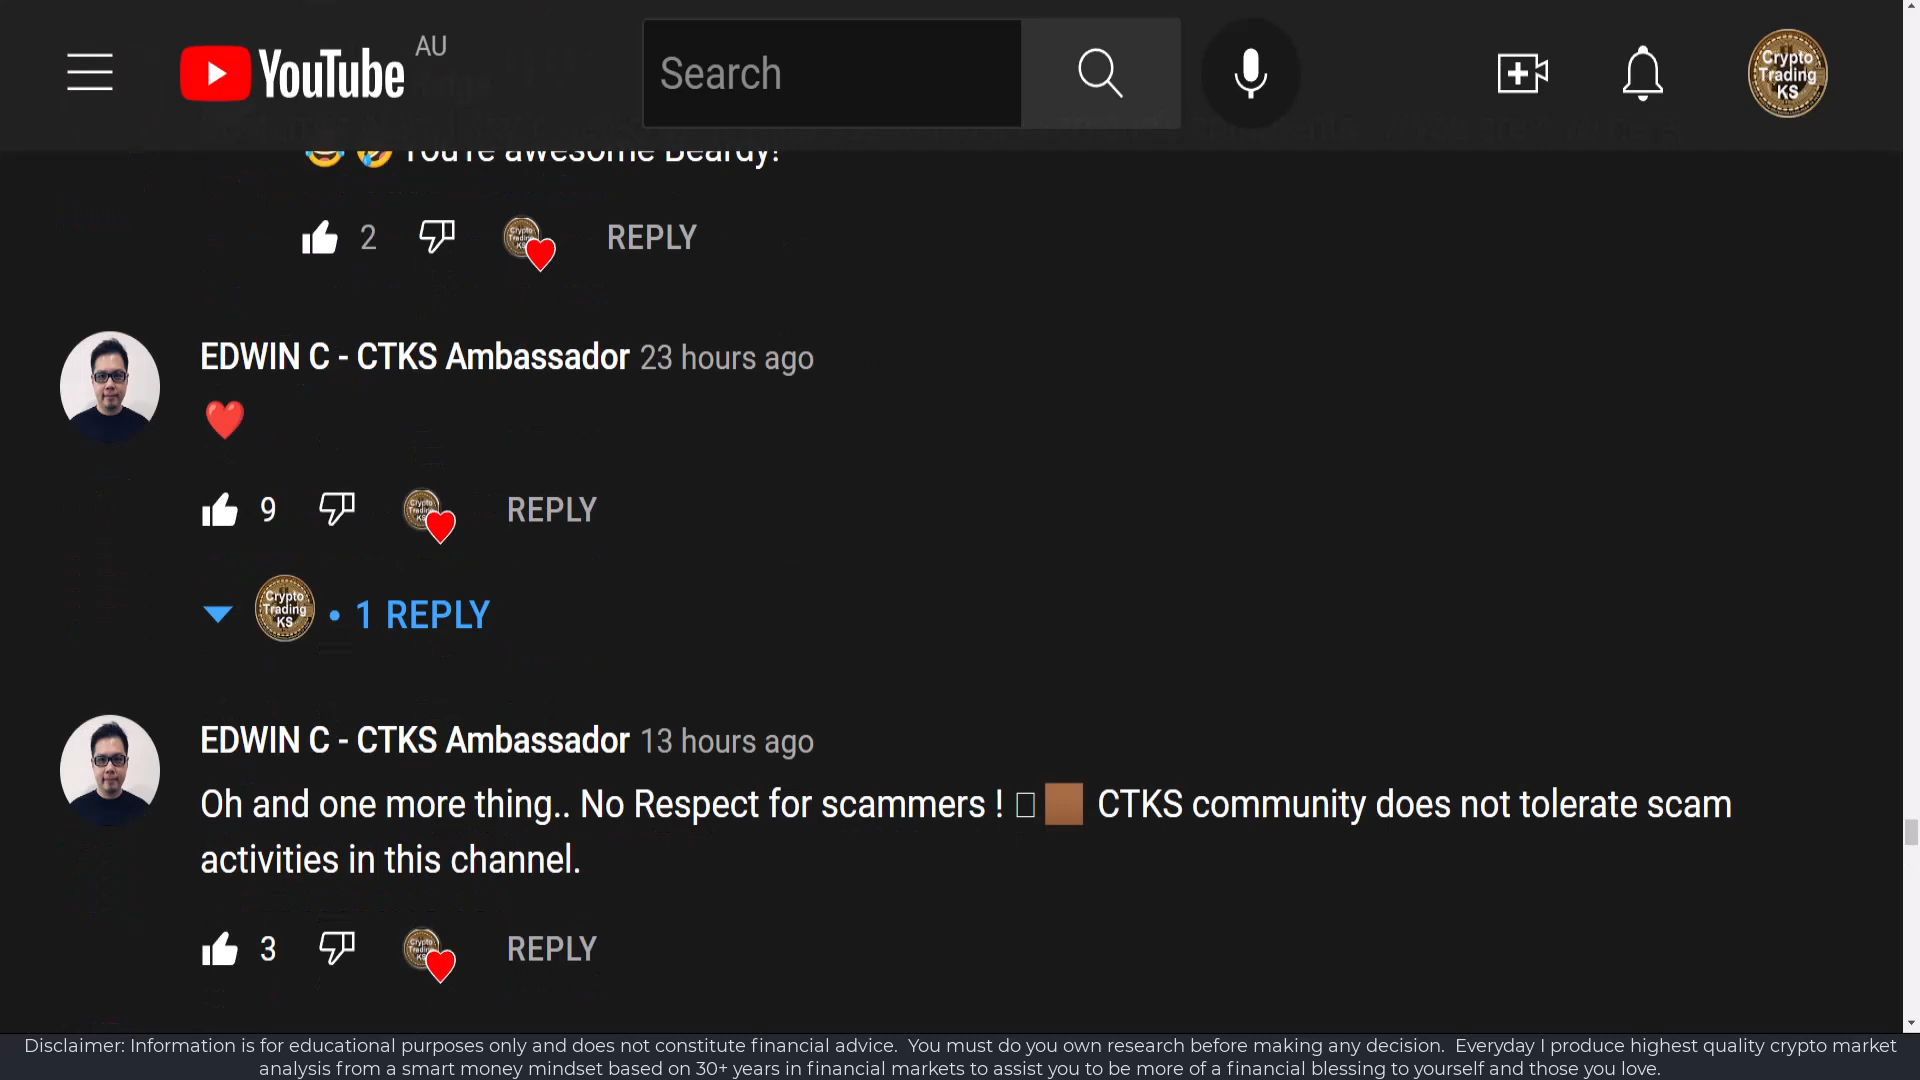 YouTube AU
Search
Crypto
Trading
KS
You're awesome Beardy!
2
REPLY
EDWIN C - CTKS Ambassador 23 hours ago
9
REPLY
Crypto
Trading
KS
• 1 REPLY
EDWIN C - CTKS Ambassador 13 hours ago
Oh and one more thing.. No Respect for scammers ! CTKS community does not tolerate scam
activities in this channel.
3
REPLY
Disclaimer: Information is for educational purposes only and does not constitute financial advice. You must do you own research before making any decision. Everyday I produce highest quality crypto market
analysis from a smart money mindset based on 30+ years in financial markets to assist you to be more of a financial blessing to yourself and those you love.